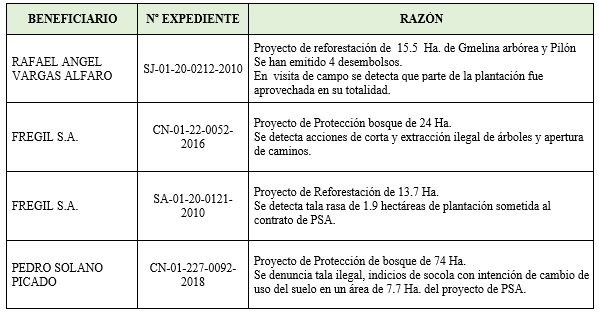 BENEFICIARIO N° EXPEDIENTE RAZÓN
RAFAEL ANGEL
VARGAS ALFARO
SJ-01-20-0212-2010
Proyecto de reforestación de 15.5 Ha. de Gmelina arbórea y Pilón
Se han emitido 4 desembolsos.
En visita de campo se detecta que parte de la plantación fue
aprovechada en su totalidad.
FREGIL S.A.
CN-01-22-0052-
2016
Proyecto de Protección bosque de 24 Ha.
Se detecta acciones de corta y extracción ilegal de árboles y apertura
de caminos.
FREGIL S.A.
SA-01-20-0121-
2010
Proyecto de Reforestación de 13.7 Ha.
Se detecta tala rasa de 1.9 hectáreas de plantación sometida al
contrato de PSA.
PEDRO SOLANO
PICADO
CN-01-227-0092-
2018
Proyecto de Protección de bosque de 74 Ha.
Se denuncia tala ilegal, indicios de socola con intención de cambio de
uso del suelo en un área de 7.7 Ha. del proyecto de PSA.